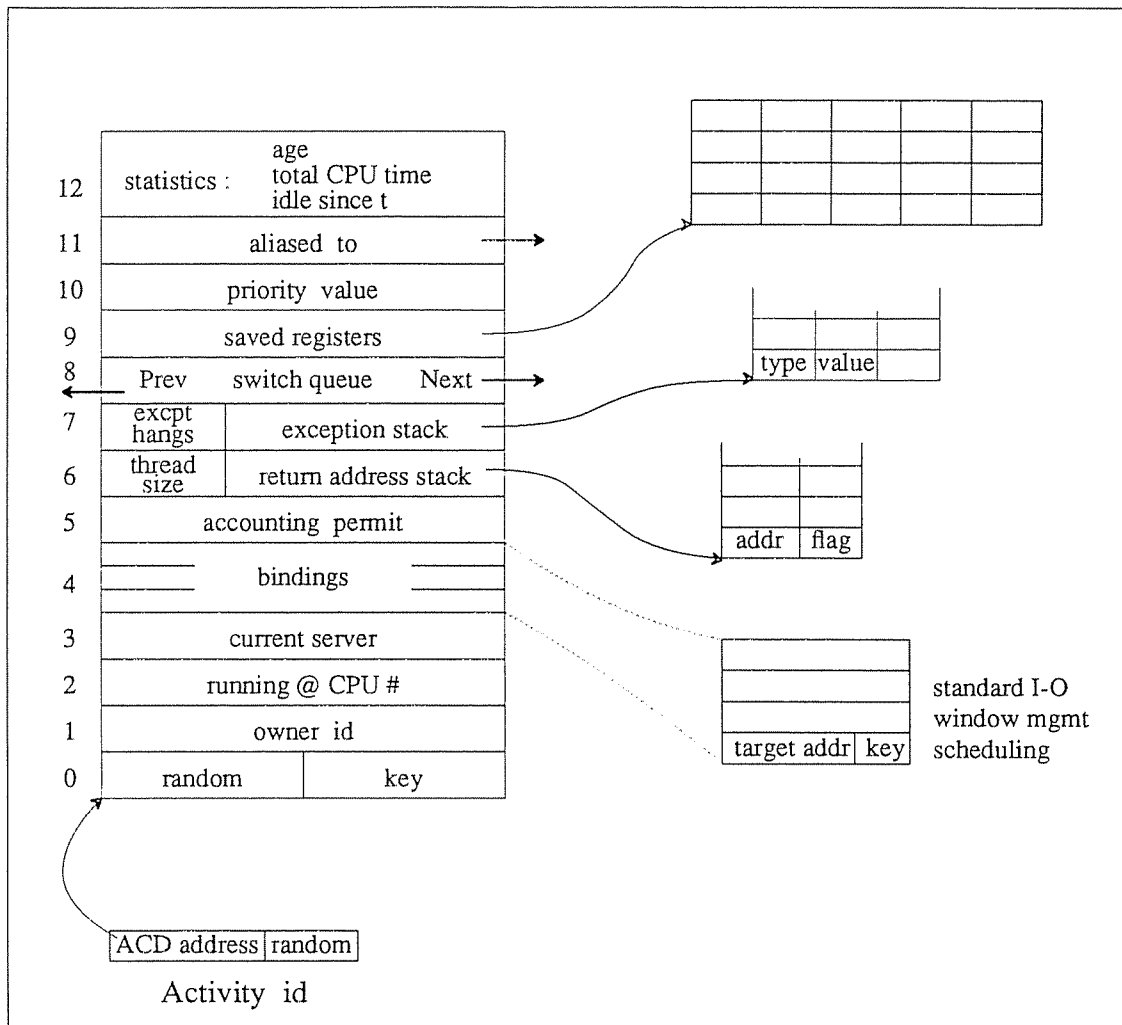 age
total CPU time
12 statistics : idle since t
11 aliased to
10 priority value
9 saved registers
8 Prev switch queue Next
type value
7 excpt hangs exception stack
6 thread size return address stack
5 accounting permit
addr flag
4 bindings
3 current server
2 running @ CPU #
1 owner id
0 random key
standard I-O
window mgmt
target addr key scheduling
ACD address random
Activity id